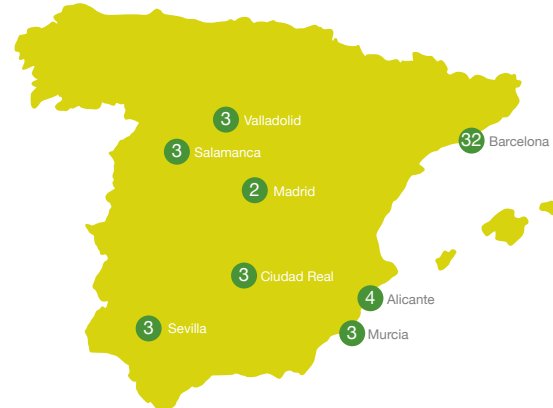 3 Valladolid
32 Barcelona
3 Salamanca
2 Madrid
3 Ciudad Real
4 Alicante
3 Sevilla
3 Murcia